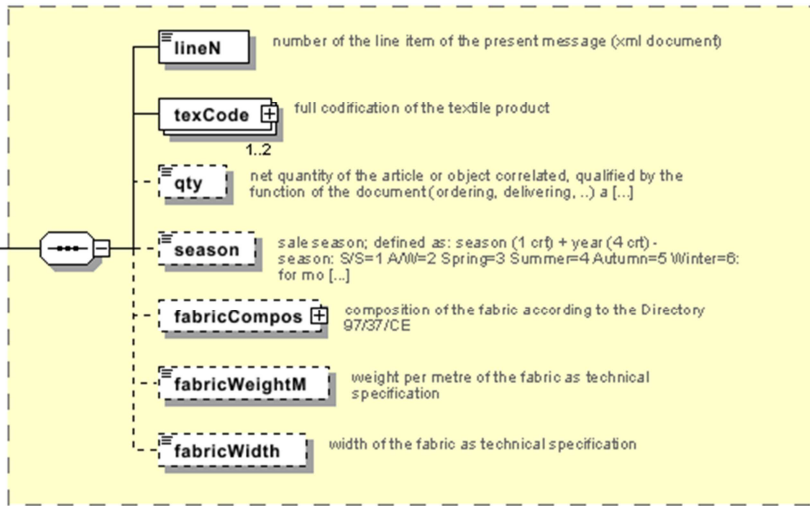 lineN
number of the line item of the present message (xml document)
texCode
full codification of the textile product
1..2
qty
net quantity of the article or object correlated, qualified by the
function of the document(ordering, delivering, ..) a [...]
season
sale season; defined as: season (1 crt) + year (4 crt) -
season: S/S=1 A/W=2 Spring=3 Summer=4 Autumn=5 Winter=6:
for mo [...]
fabricCompos
composition of the fabric according to the Directory
97/37/CE
fabricWeightM
weight per metre of the fabric as technical
specification
fabricWidth
width of the fabric as technical specification